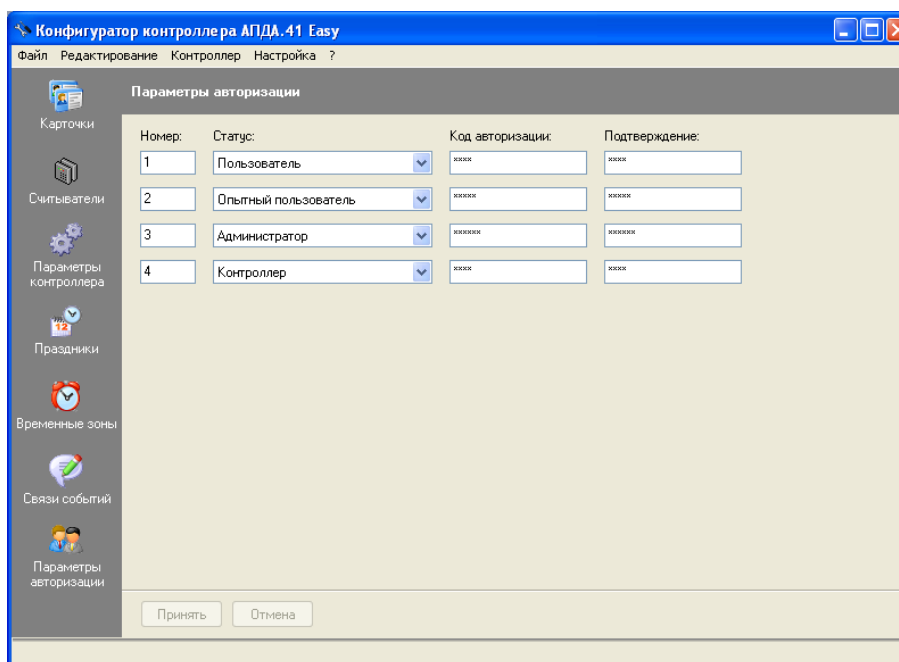 Конфигуратор контроллера АПДА.41 Easy
Файл Редактирование Контроллер Настройка ?
Карточки
Считыватели
Параметры
контроллера
12
Праздники
Временные зоны
Связи событий
Параметры
авторизации
Параметры авторизации
Номер: Статус: Код авторизации: Подтверждение:
1 Пользователь **** ****
2 Опытный пользователь ***** *****
3 Администратор ****** ******
4 Контроллер **** ****
Принять Отмена